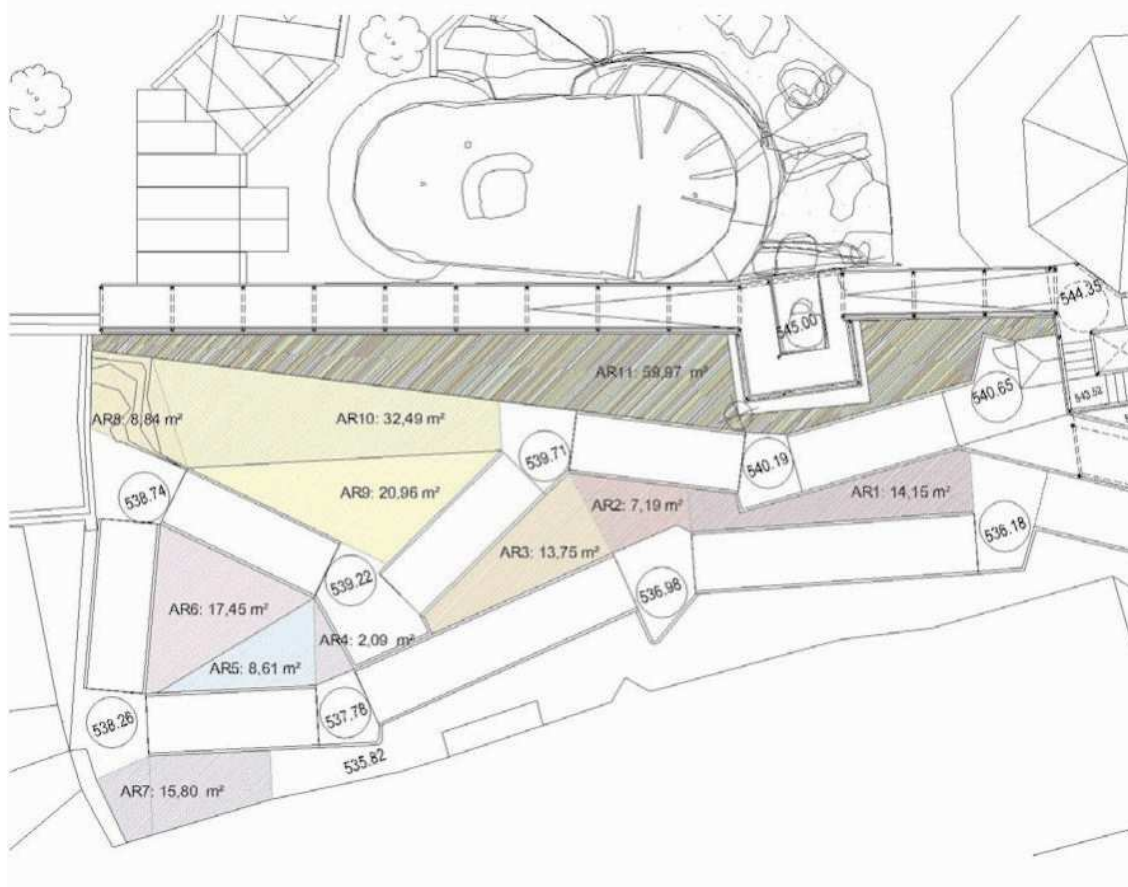 544.35
545.00
AR11: 59,97 m²
540.65
543.52
AR8: 8,84 m²
AR10: 32,49 m²
539.71
540.19
538.74
AR9: 20,96 m²
AR2: 7,19 m²
AR1: 14,15 m²
AR3: 13,75 m²
538.18
539.22
536.98
AR6: 17,45 m²
AR4: 2,09 m²
AR5: 8,61 m²
538.26
537.78
535.82
AR7: 15,80 m²